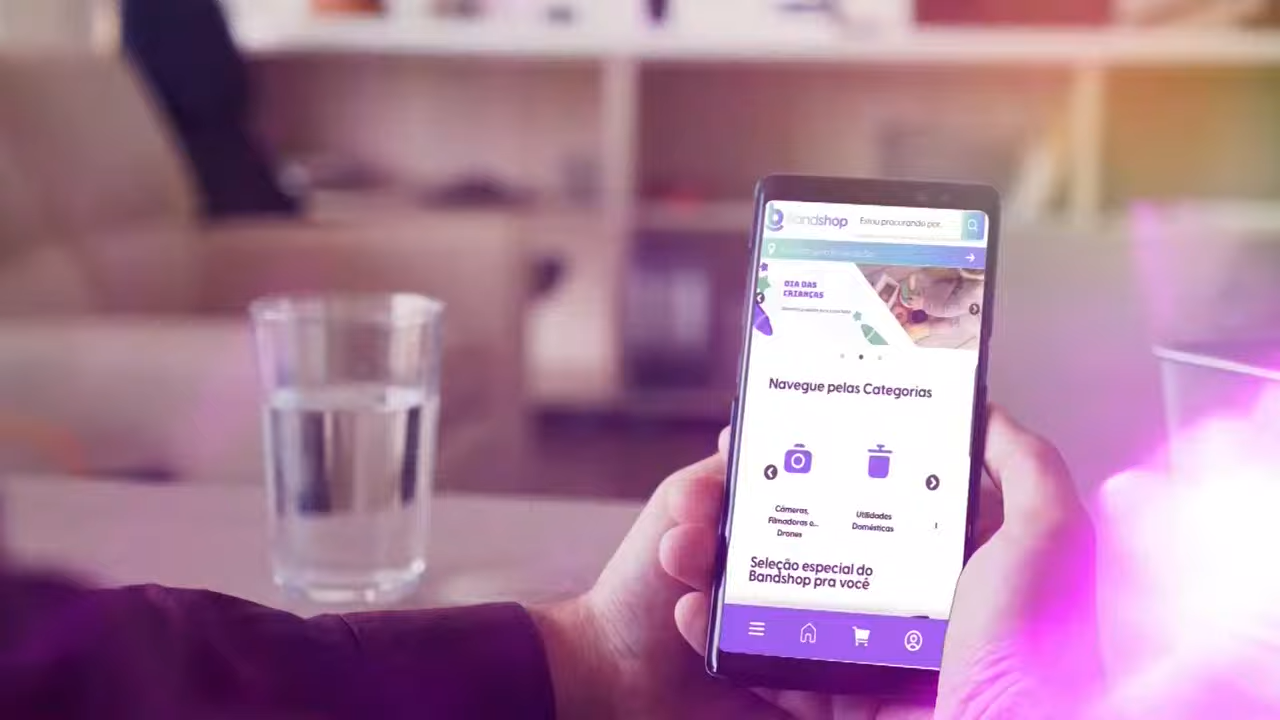 Bandshop
Estou procurando por...
DIA DAS
CRIANÇAS
Navegue pelas Categorias
Câmeras,
Filmadoras e...
Drones
Utilidades
Domésticas
Seleção especial do
Bandshop pra você